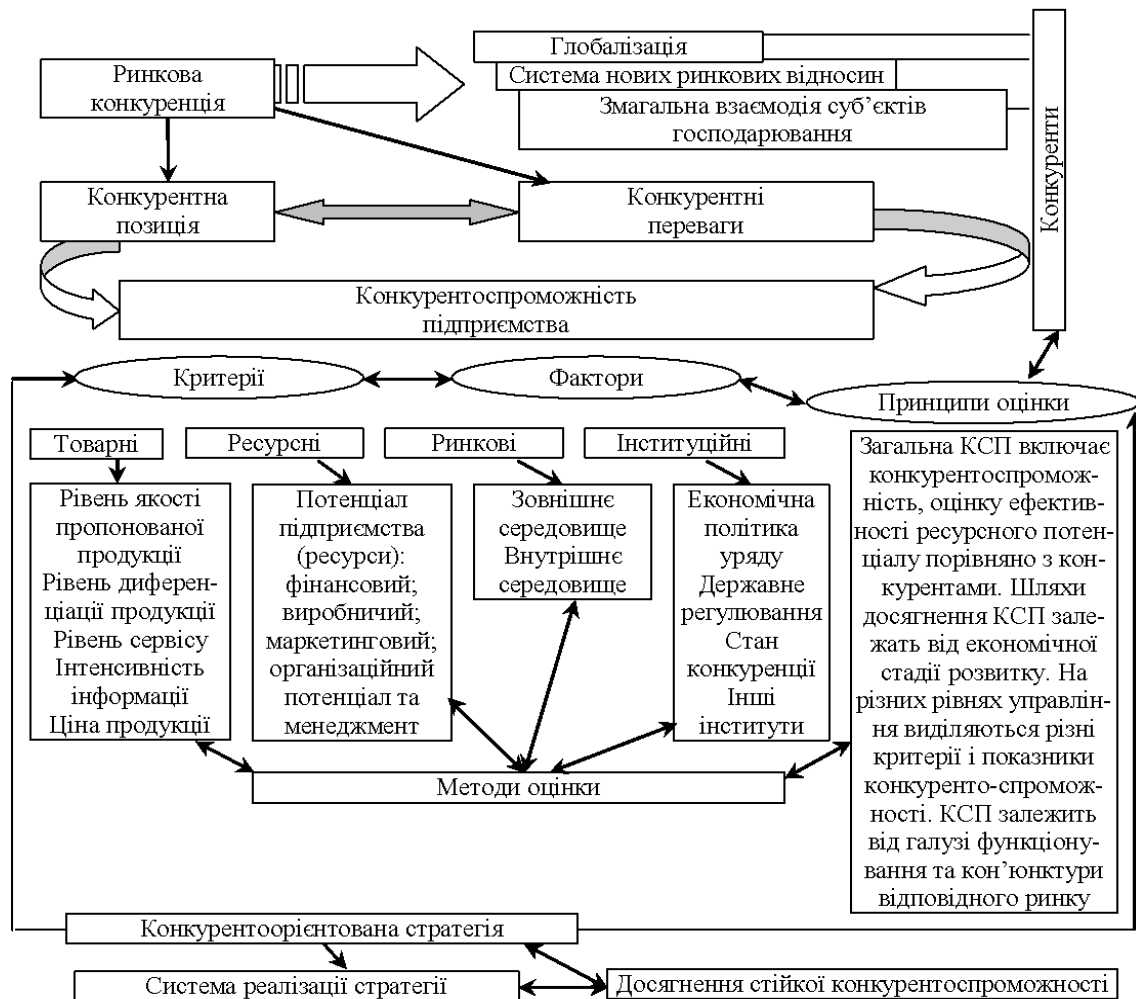 Глобалізація
Ринкова
конкуренція
Система нових ринкових відносин
Змагальна взаємодія суб’єктів
господарювання
Конкуренти
Конкурентна
позиція
Конкурентні
переваги
Конкурентоспроможність
підприємства
Критерії
Фактори
Принципи оцінки
Товарні
Ресурсні
Ринкові
Інституційні
Рівень якості
пропонованої
продукції
Рівень диферен-
ціації продукції
Рівень сервісу
Інтенсивність
інформації
Ціна продукції
Потенціал
підприємства
(ресурси):
фінансовий;
виробничий;
маркетинговий;
організаційний
потенціал та
менеджмент
Зовнішнє
середовище
Внутрішнє
середовище
Економічна
політика
уряду
Державне
регулювання
Стан
конкуренції
Інші
інститути
Загальна КСП включає
конкурентоспромож-
ність, оцінку ефектив-
ності ресурсного потен-
ціалу порівняно з кон-
курентами. Шляхи
досягнення КСП зале-
жать від економічної
стадії розвитку. На
різних рівнях управлін-
ня виділяються різні
критерії і показники
конкуренто-спромож-
ності. КСП залежить
від галузі функціону-
вання та кон’юнктури
відповідного ринку
Методи оцінки
Конкурентоорієнтована стратегія
Система реалізації стратегії
Досягнення стійкої конкурентоспроможності